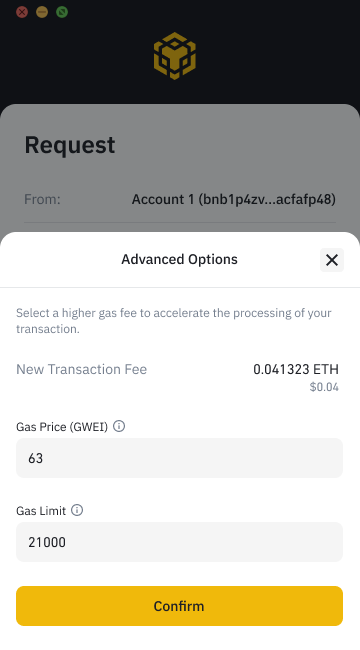 Request
From: Account 1 (bnb1p4zv...acfafp48)
Advanced Options
Select a higher gas fee to accelerate the processing of your
transaction.
New Transaction Fee 0.041323 ETH
$0.04
Gas Price (GWEI)
63
Gas Limit
21000
Confirm